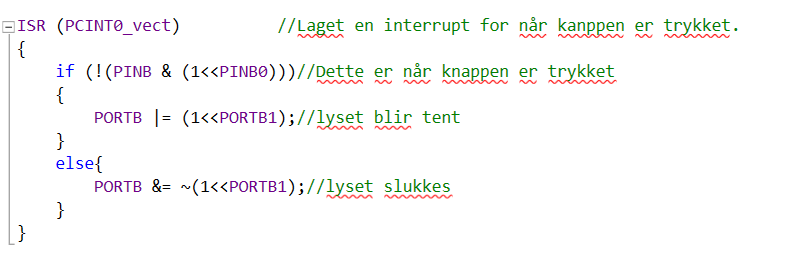 ISR (PCINT0_vect)          //Laget en interrupt for når kanppen er trykket.
{
    if (!(PINB & (1<<PINB0)))//Dette er når knappen er trykket
    {
        PORTB |= (1<<PORTB1);//lyset blir tent
    }
    else{
        PORTB &= ~(1<<PORTB1);//lyset slukkes
    }
}